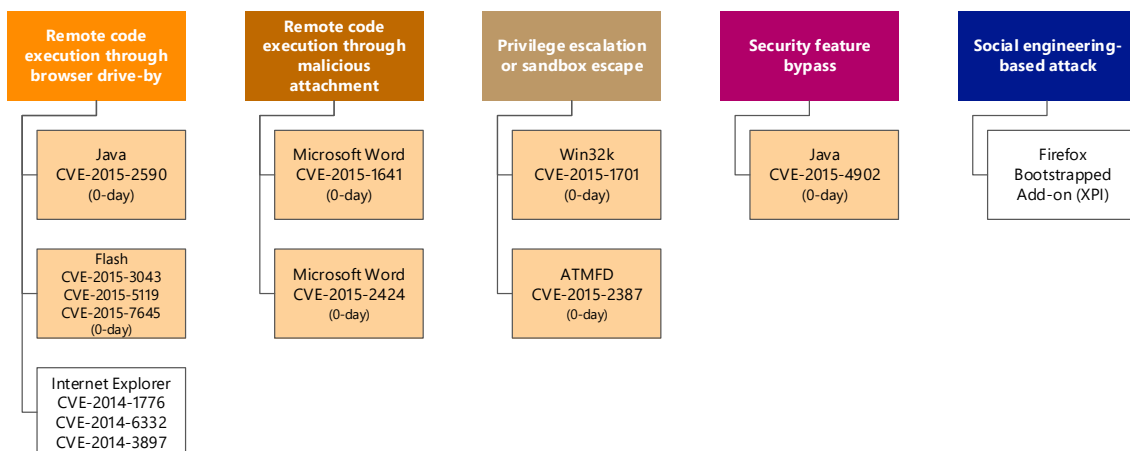 Remote code
execution through
browser drive-by
Remote code
execution through
malicious
attachment
Privilege escalation
or sandbox escape
Security feature
bypass
Social engineering-
based attack
Java
CVE-2015-2590
(0-day)
Microsoft Word
CVE-2015-1641
(0-day)
Win32k
CVE-2015-1701
(0-day)
Java
CVE-2015-4902
(0-day)
Firefox
Bootstrapped
Add-on (XPI)
Flash
CVE-2015-3043
CVE-2015-5119
CVE-2015-7645
(0-day)
Microsoft Word
CVE-2015-2424
(0-day)
ATMFD
CVE-2015-2387
(0-day)
Internet Explorer
CVE-2014-1776
CVE-2014-6332
CVE-2014-3897